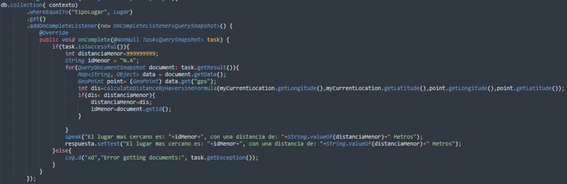 db.collection( contexto)
.whereEqualTo("tipoLugar", lugar)
.get()
.addOnCompleteListener(new OnCompleteListener<QuerySnapshot>() {
@Override
public void onComplete(@NotNull Task<QuerySnapshot> task) {
if(task.isSuccessful()){
int distanciaMenor=999999999;
String idMenor = "N.A";
for(QueryDocumentSnapshot document: task.getResult()){
Map<String, Object> data = document.getData();
GeoPoint point= (GeoPoint) data.get("gps");
int dis=calculateDistanceByHaversineFormula(myCurrentLocation.getLongitude(),myCurrent.getLatitude(),point.getLongitud(),point.getLatitude());
if(dis< distanciaMenor){
distanciaMenor=dis;
idMenor=document.getId();
}
}
speak("El lugar mas cercano es: "+idMenor+", con una distancia de: "+String.valueOf(distanciaMenor)+" Metros");
respuesta.setText("El lugar mas cercano es: "+idMenor+", con una distancia de: "+String.valueOf(distanciaMenor)+" Metros");
}else{
Log.d("xd","Error getting documents:", task.getException());
}
}
});